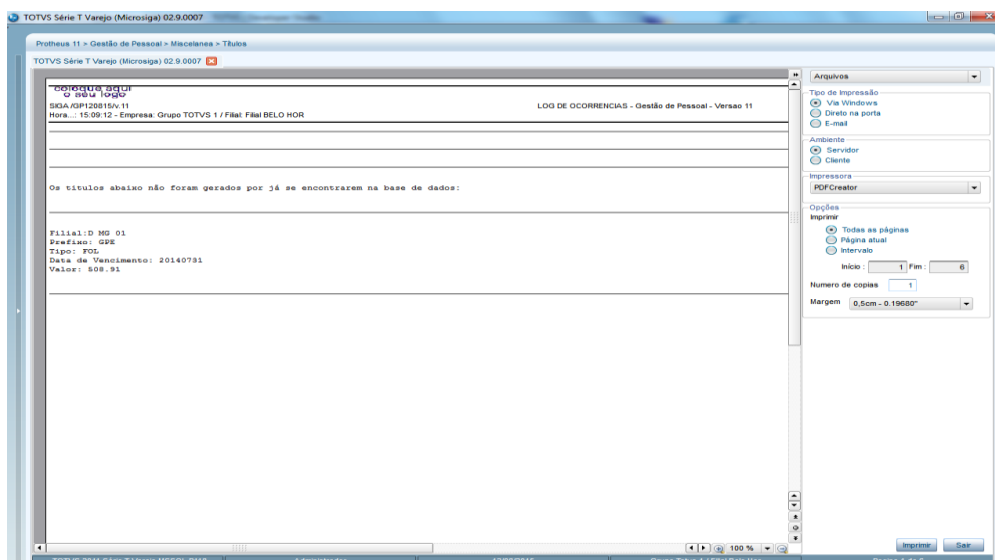 TOTVS Série T Varejo (Microsiga) 02.9.0007
Protheus 11 > Gestão de Pessoal > Miscelanea > Títulos
TOTVS Série T Varejo (Microsiga) 02.9.0007
coloque aqui
o seu logo
SIGA /GP120815/v.11
LOG DE OCORRENCIAS - Gestão de Pessoal - Versao 11
Hora...: 15:09:12 - Empresa: Grupo TOTVS 1 / Filial: Filial BELO HOR
Os titulos abaixo não foram gerados por já se encontrarem na base de dados:
Filial:D MG 01
Prefixo: GPE
Tipo: FOL
Data de Vencimento: 20140731
Valor: 508.91
Arquivos
Tipo de Impressão
Via Windows
Direto na porta
E-mail
Ambiente
Servidor
Cliente
Impressora
PDFCreator
Opções
Imprimir
Todas as páginas
Página atual
Intervalo
Início : 1 Fim : 6
Numero de copias 1
Margem 0,5cm - 0.19680"
100 %
Imprimir Sair